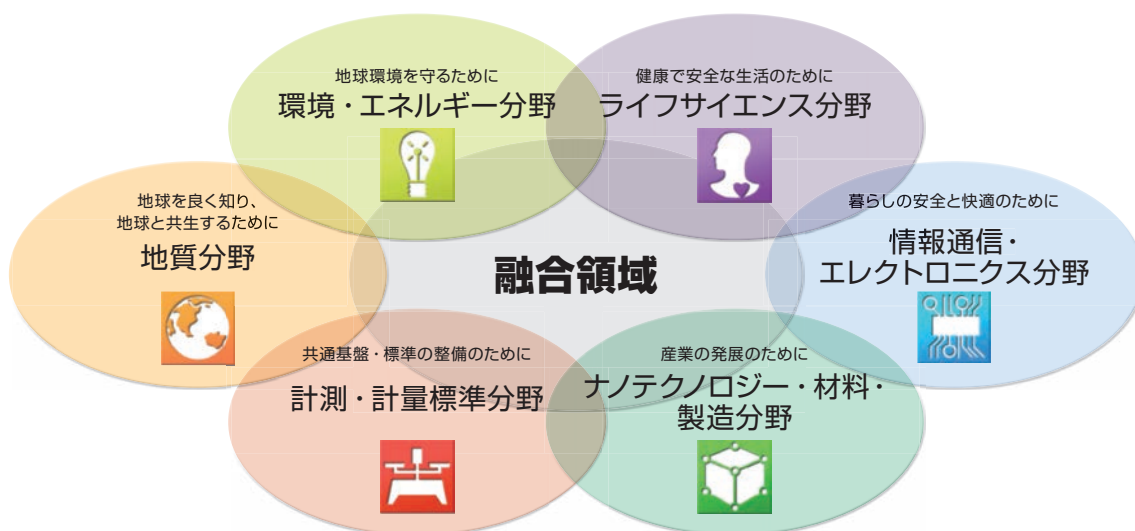 地球環境を守るために
環境・エネルギー分野
健康で安全な生活のために
ライフサイエンス分野
地球を良く知り、
地球と共生するために
地質分野
暮らしの安全と快適のために
情報通信・
エレクトロニクス分野
融合領域
共通基盤・標準の整備のために
計測・計量標準分野
産業の発展のために
ナノテクノロジー・材料・
製造分野